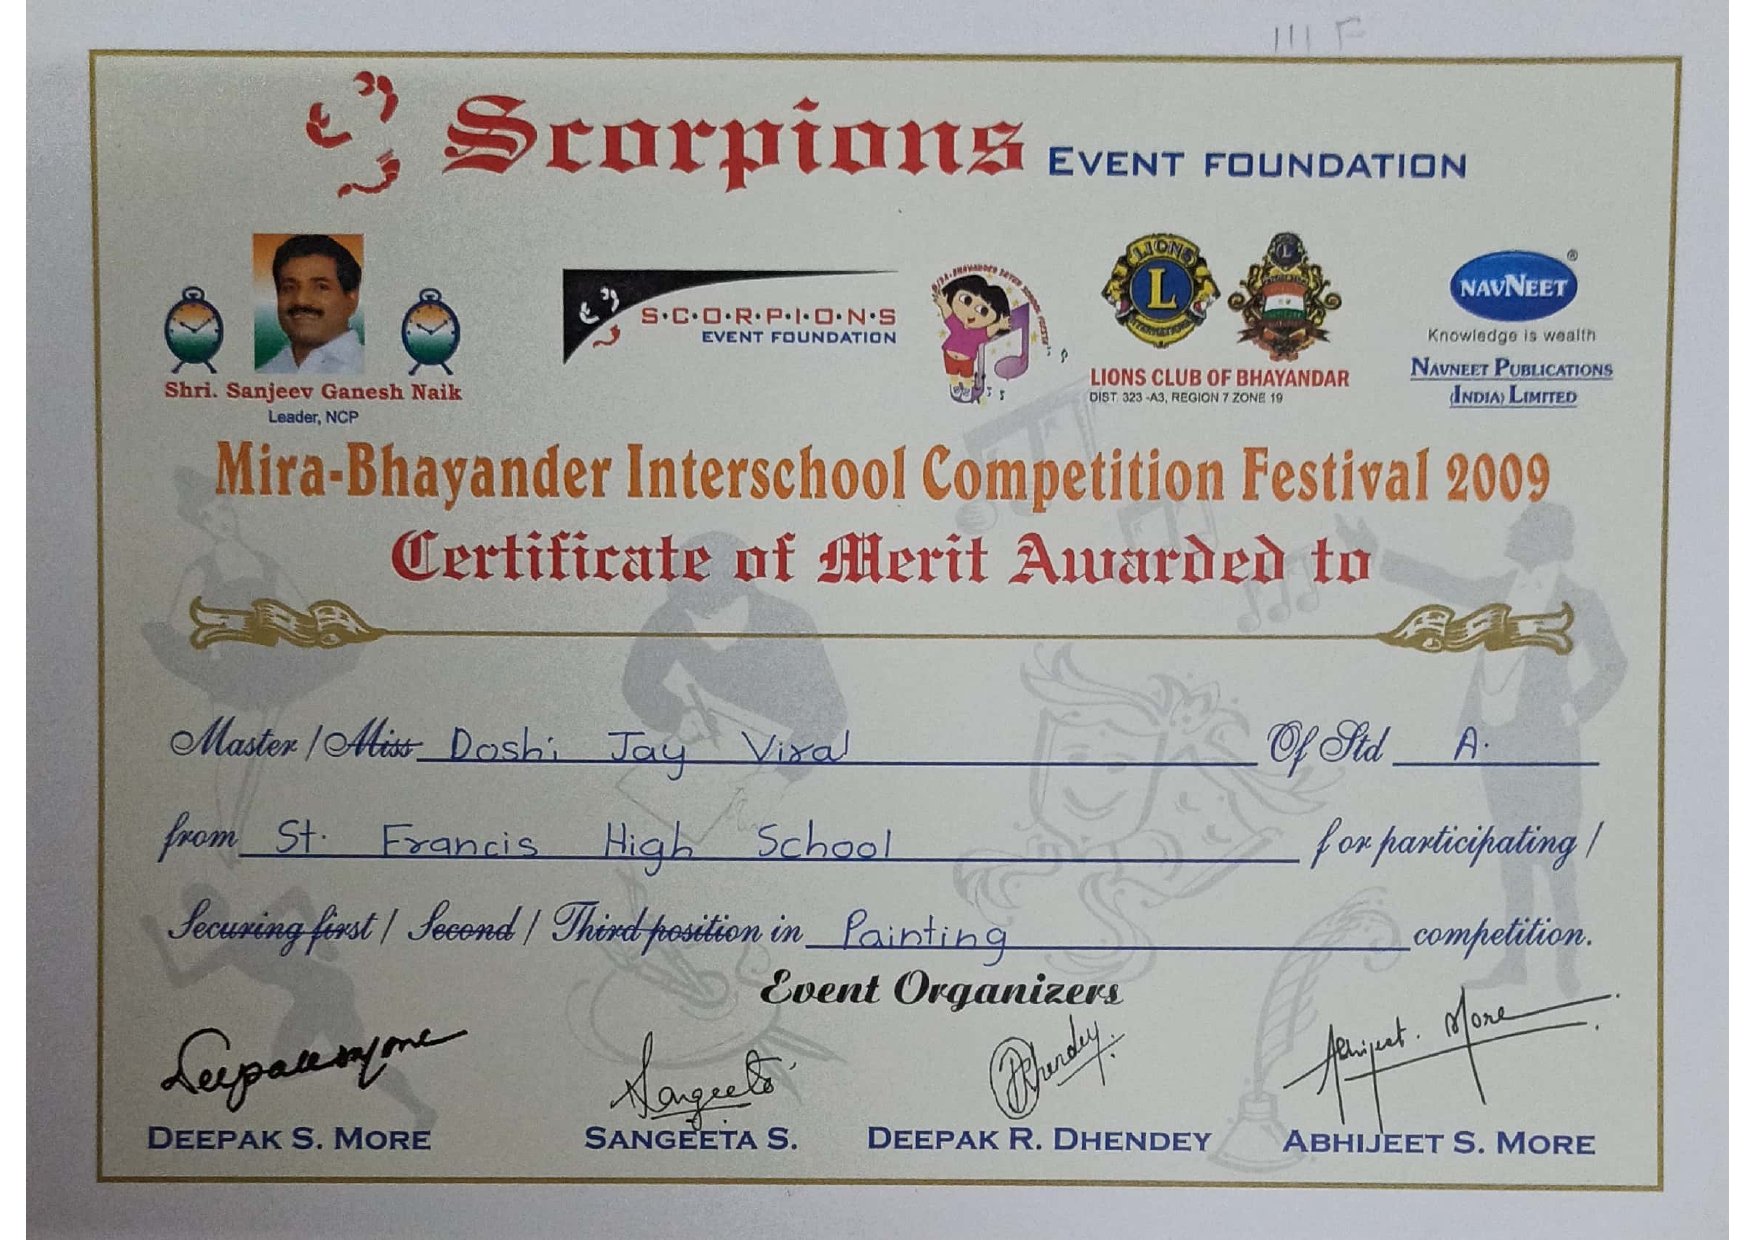 III F
Scorpions EVENT FOUNDATION
S·C·O·R·P·I·O·N·S
EVENT FOUNDATION
LIONS
L
NAVNEET®
Knowledge is wealth
NAVNEET PUBLICATIONS
(INDIA) LIMITED
LIONS CLUB OF BHAYANDAR
DIST. 323 -A3, REGION 7 ZONE 19
Shri. Sanjeev Ganesh Naik
Leader, NCP
Mira-Bhayander Interschool Competition Festival 2009
Certificate of Merit Awarded to
Master / Miss Doshi Jay Viral Of Std A.
from St. Francis High School for participating /
Securing first / Second / Third position in Painting competition.
Event Organizers
Sangeeta
Dhendey
Abhijeet. More
DEEPAK S. MORE SANGEETA S. DEEPAK R. DHENDEY ABHIJEET S. MORE